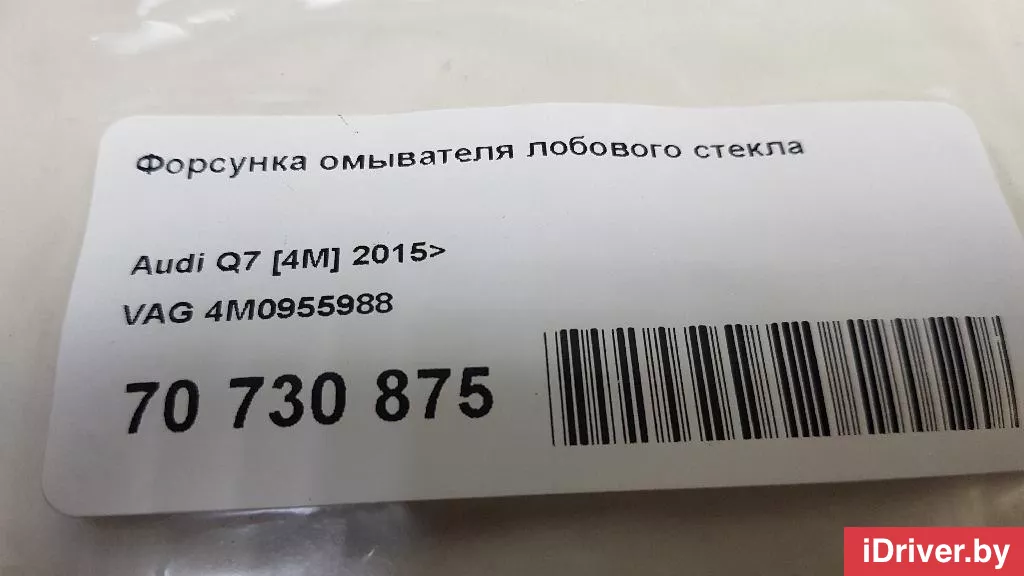 Форсунка омывателя лобового стекла
Audi Q7 [4M] 2015>
VAG 4M0955988
70 730 875
iDriver.by